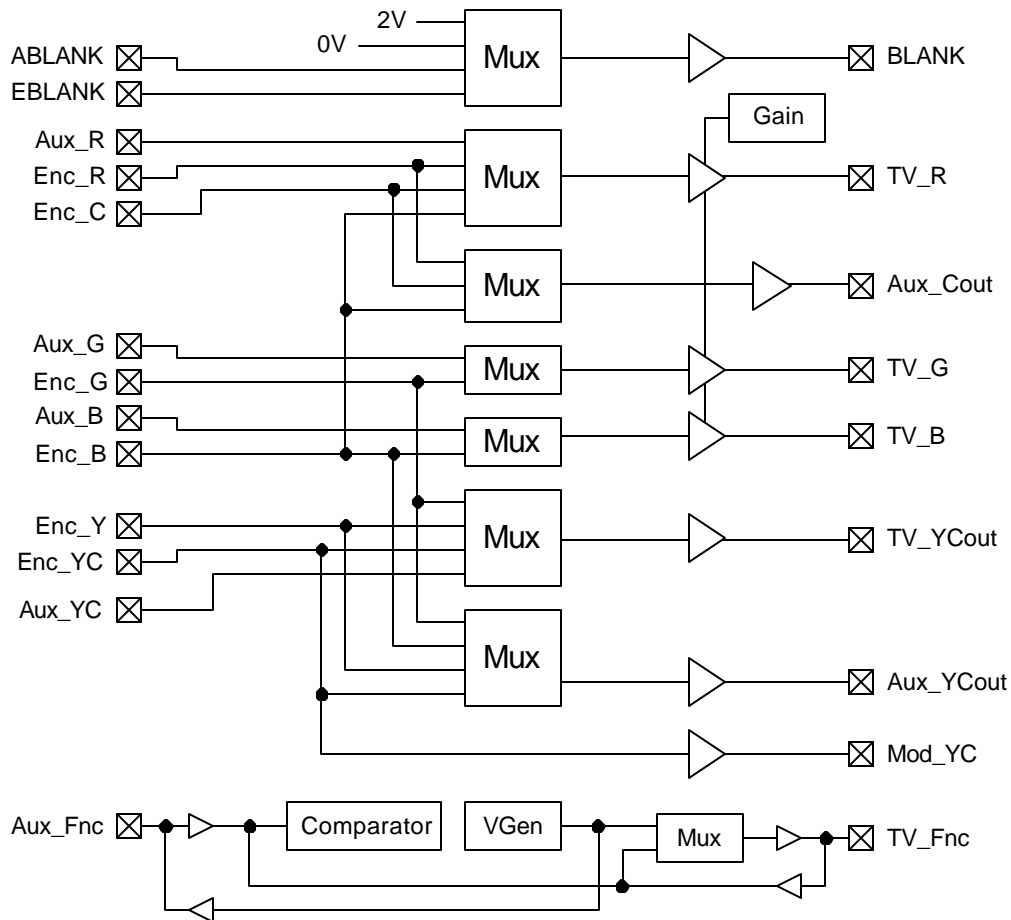 2V
0V
Mux
ABLANK
BLANK
EBLANK
Gain
Aux_R
Mux
Enc_R
TV_R
Enc_C
Mux
Aux_Cout
Aux_G
Mux
TV_G
Enc_G
Aux_B
Mux
TV_B
Enc_B
Enc_Y
Mux
TV_YCout
Enc_YC
Aux_YC
Mux
Aux_YCout
Mod_YC
Aux_Fnc
Comparator
VGen
Mux
TV_Fnc